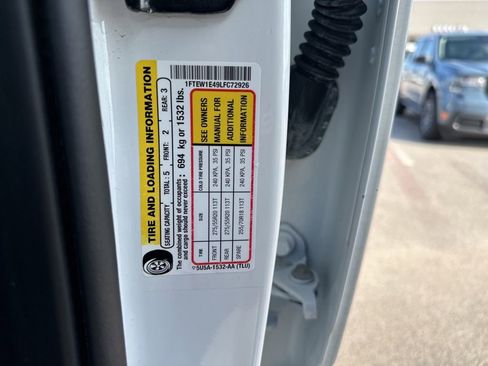 1FTEW1E49LFC72926
TIRE AND LOADING INFORMATION
SEATING CAPACITY TOTAL: 5 FRONT: 2 REAR: 3
The combined weight of occupants and cargo should never exceed: 694 kg or 1532 lbs.
TIRE SIZE COLD TIRE PRESSURE
FRONT 275/55R20 113T 240 KPA, 35 PSI
REAR 275/55R20 113T 240 KPA, 35 PSI
SPARE 255/70R18 113T 240 KPA, 35 PSI
SEE OWNERS
MANUAL FOR
ADDITIONAL
INFORMATION
5U5A-1532-AA (TLU)